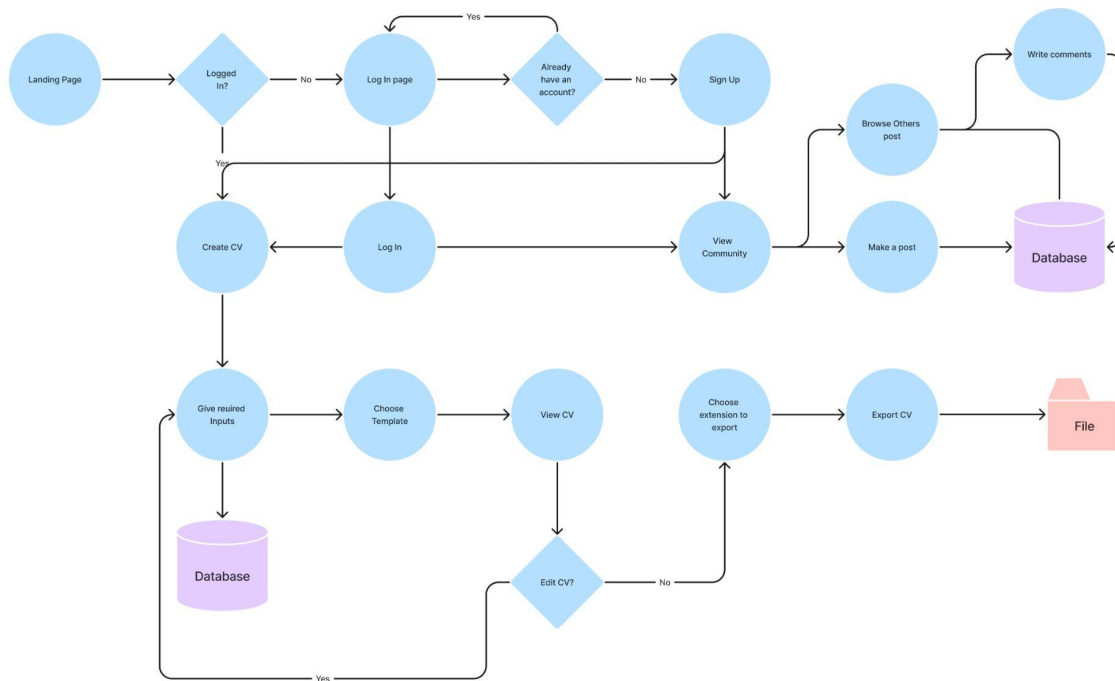 Yes
Landing Page
Logged
In?
No
Log In page
Already
have an
account?
No
Sign Up
Write comments
Browse Others
post
Yes
Create CV
Log In
View
Community
Make a post
Database
Give reuired
Inputs
Choose
Template
View CV
Choose
extension to
export
Export CV
File
Database
Edit CV?
No
Yes